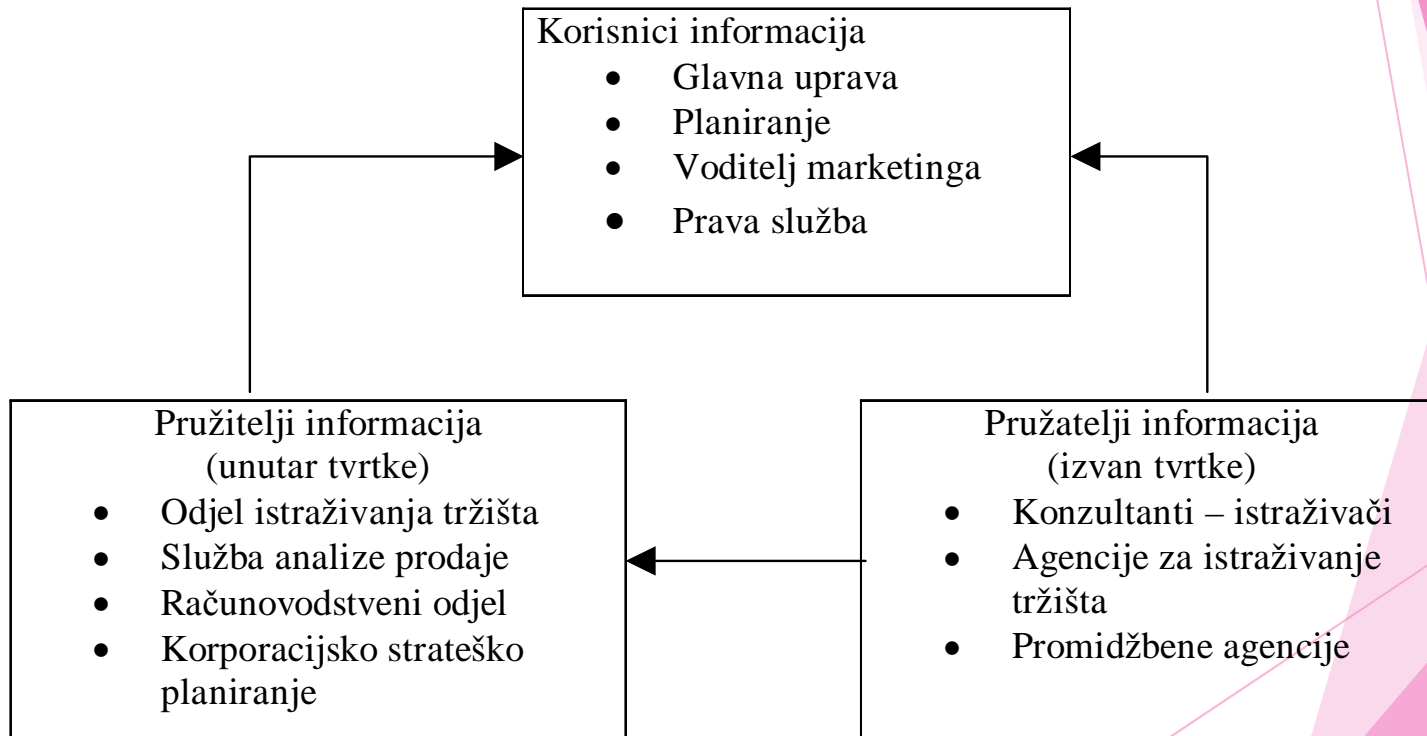 Korisnici informacija
• Glavna uprava
• Planiranje
• Voditelj marketinga
• Prava služba
Pružitelji informacija
(unutar tvrtke)
• Odjel istraživanja tržišta
• Služba analize prodaje
• Računovodstveni odjel
• Korporacijsko strateško
planiranje
Pružatelji informacija
(izvan tvrtke)
• Konzultanti – istraživači
• Agencije za istraživanje
tržišta
• Promidžbene agencije